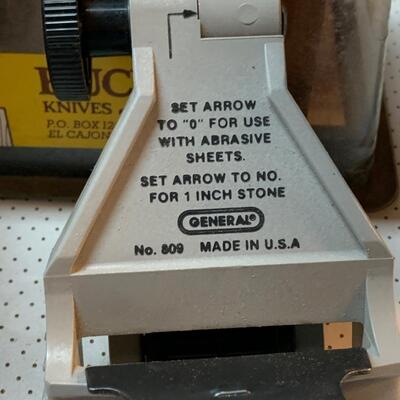 KNIVES
P.O. BOX 12
EL CAJON
SET ARROW
TO "0" FOR USE
WITH ABRASIVE
SHEETS.
SET ARROW TO NO.
FOR 1 INCH STONE
GENERAL®
No. 809 MADE IN U.S.A